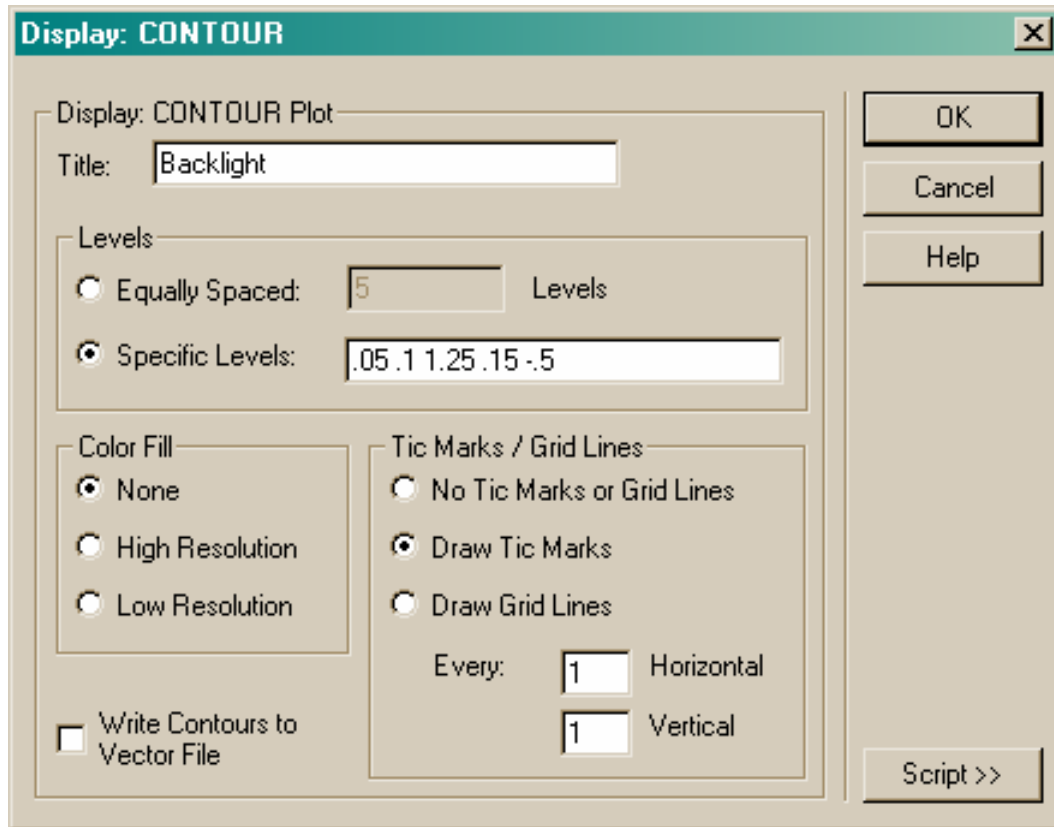 Display: CONTOUR
Display: CONTOUR Plot
Title: Backlight
Levels
Equally Spaced: 5 Levels
Specific Levels: .05 .1 1.25 .15 -.5
Color Fill
None
High Resolution
Low Resolution
Write Contours to
Vector File
Tic Marks / Grid Lines
No Tic Marks or Grid Lines
Draw Tic Marks
Draw Grid Lines
Every: 1 Horizontal
1 Vertical
OK
Cancel
Help
Script >>